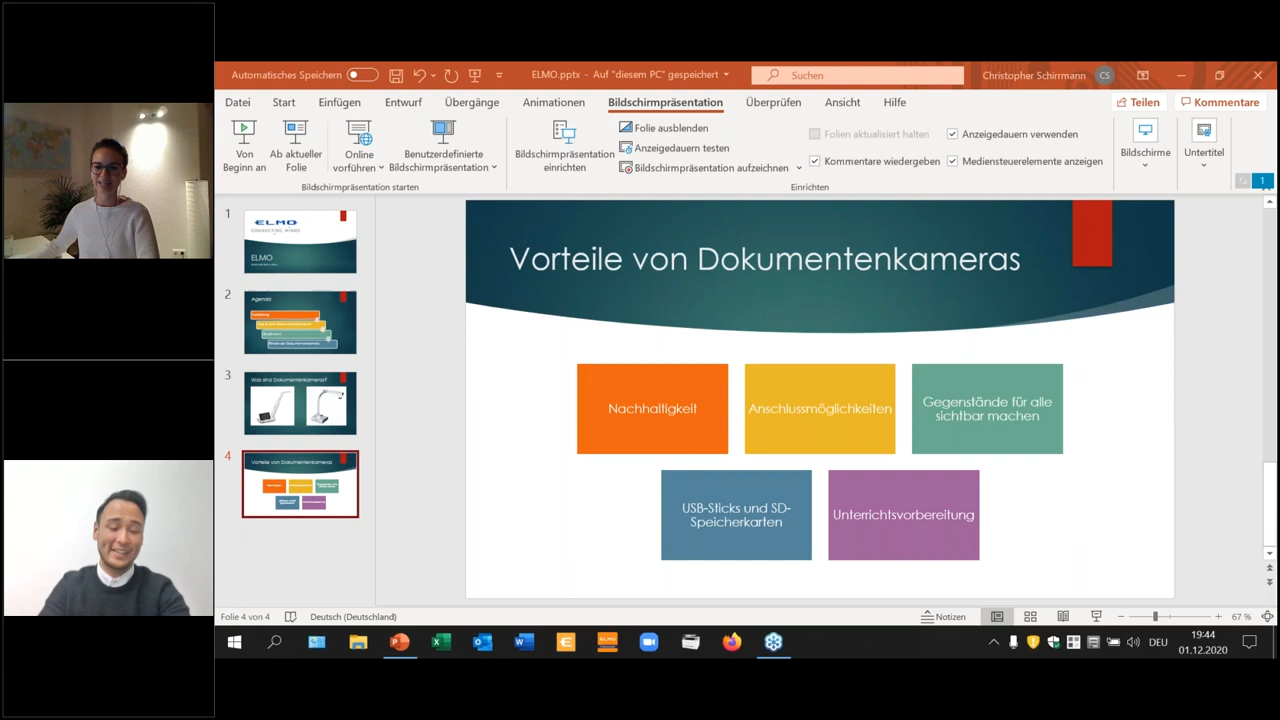 Automatisches Speichern
ELMO.pptx - Auf "diesem PC" gespeichert
Suchen
Christopher Schirrmann
CS
Datei Start Einfügen Entwurf Übergänge Animationen Bildschirmpräsentation Überprüfen Ansicht Hilfe
Teilen
Kommentare
Von
Beginn an
Ab aktueller
Folie
Online
vorführen
Benutzerdefinierte
Bildschirmpräsentation
Bildschirmpräsentation starten
Bildschirmpräsentation
einrichten
Folie ausblenden
Anzeigedauern testen
Bildschirmpräsentation aufzeichnen
Folien aktualisiert halten
Kommentare wiedergeben
Anzeigedauern verwenden
Mediensteuerelemente anzeigen
Einrichten
Bildschirme
Untertitel
1
1
ELMO
CONNECTING MINDS
ELMO
2
Agenda
3
Was sind Dokumentenkameras?
4
Vorteile von Dokumentenkameras
Vorteile von Dokumentenkameras
Nachhaltigkeit
Anschlussmöglichkeiten
Gegenstände für alle
sichtbar machen
USB-Sticks und SD-
Speicherkarten
Unterrichtsvorbereitung
Folie 4 von 4
Deutsch (Deutschland)
Notizen
67 %
ELMO
DEU
19:44
01.12.2020